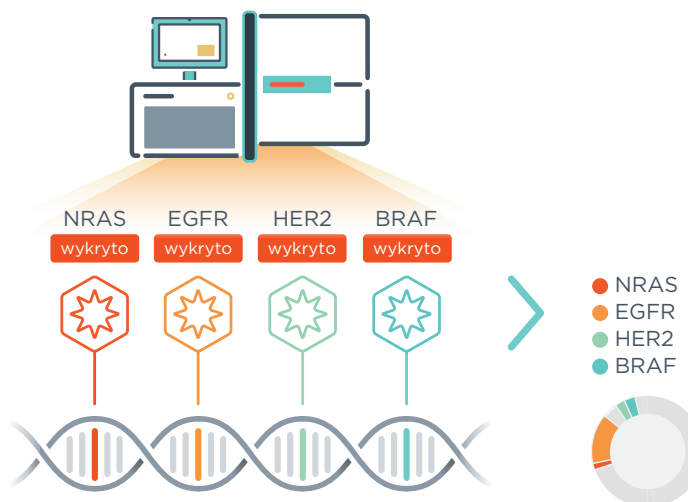 NRAS EGFR HER2 BRAF
wykryto wykryto wykryto wykryto
NRAS
EGFR
HER2
BRAF